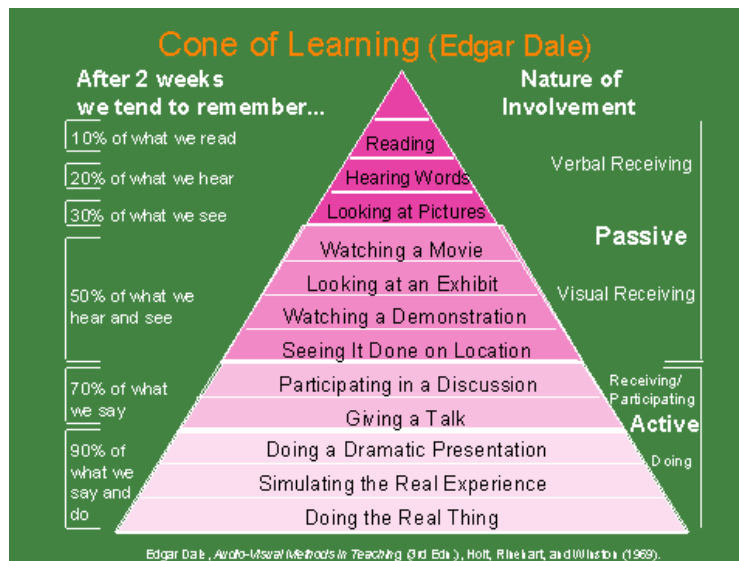 Cone of Learning (Edgar Dale)
After 2 weeks
we tend to remember...
Nature of
Involvement
10% of what we read
Reading
Verbal Receiving
20% of what we hear
Hearing Words
30% of what we see
Looking at Pictures
Passive
Watching a Movie
50% of what we
hear and see
Looking at an Exhibit
Visual Receiving
Watching a Demonstration
Seeing It Done on Location
70% of what
we say
Participating in a Discussion
Receiving/
Participating
Giving a Talk
Active
90% of
what we
say and
do
Doing a Dramatic Presentation
Doing
Simulating the Real Experience
Doing the Real Thing
Edgar Dale, Audio-Visual Methods in Teaching (3rd Edn.), Holt, Rinehart, and Winston (1969).